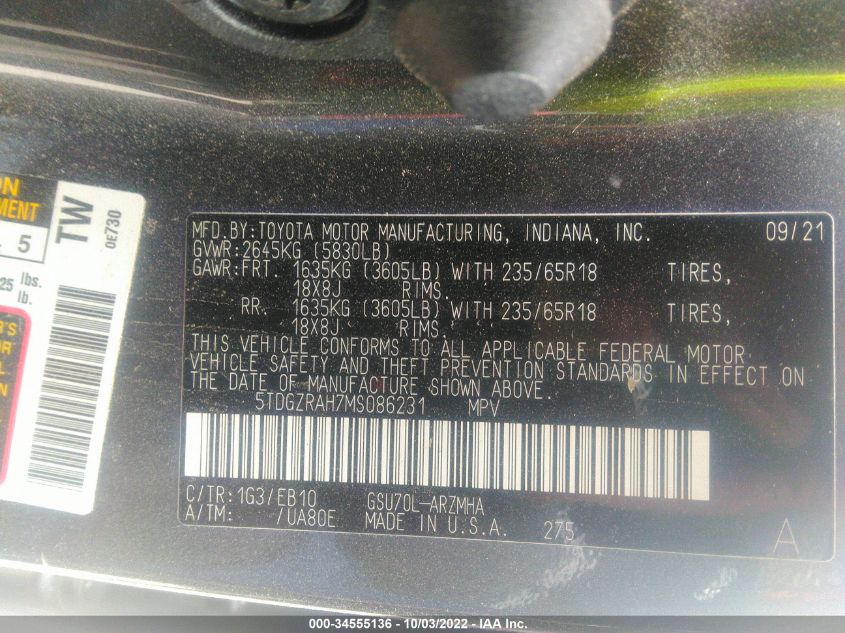 ON
MENT
5
25 lbs.
lb.
R'S
OR
L
N
TW
0E730
MFD.BY:TOYOTA MOTOR MANUFACTURING, INDIANA, INC. 09/21
GVWR:2645KG (5830LB)
GAWR:FRT. 1635KG (3605LB) WITH 235/65R18 TIRES,
18X8J RIMS.
RR. 1635KG (3605LB) WITH 235/65R18 TIRES,
18X8J RIMS.
THIS VEHICLE CONFORMS TO ALL APPLICABLE FEDERAL MOTOR
VEHICLE SAFETY AND THEFT PREVENTION STANDARDS IN EFFECT ON
THE DATE OF MANUFACTURE SHOWN ABOVE.
5TDGZRAH7MS086231 MPV
C/TR:1G3/EB10 GSU70L-ARZMHA
A/TM: /UA80E MADE IN U.S.A. 275
A
000-34555136 - 10/03/2022 - IAA Inc.